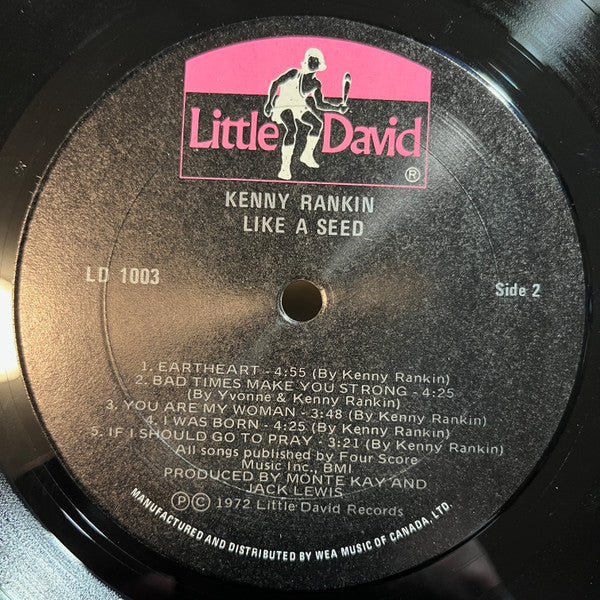 Little David
®
KENNY RANKIN
LIKE A SEED
LD 1003
Side 2
1. EARTHEART - 4:55 (By Kenny Rankin)
2. BAD TIMES MAKE YOU STRONG - 4:25
(By Yvonne & Kenny Rankin)
3. YOU ARE MY WOMAN - 3:48 (By Kenny Rankin)
4. I WAS BORN - 4:25 (By Kenny Rankin)
5. IF I SHOULD GO TO PRAY - 3:21 (By Kenny Rankin)
All songs published by Four Score
Music Inc., BMI
PRODUCED BY MONTE KAY AND
JACK LEWIS
Ⓟ © 1972 Little David Records
MANUFACTURED AND DISTRIBUTED BY WEA MUSIC OF CANADA, LTD.